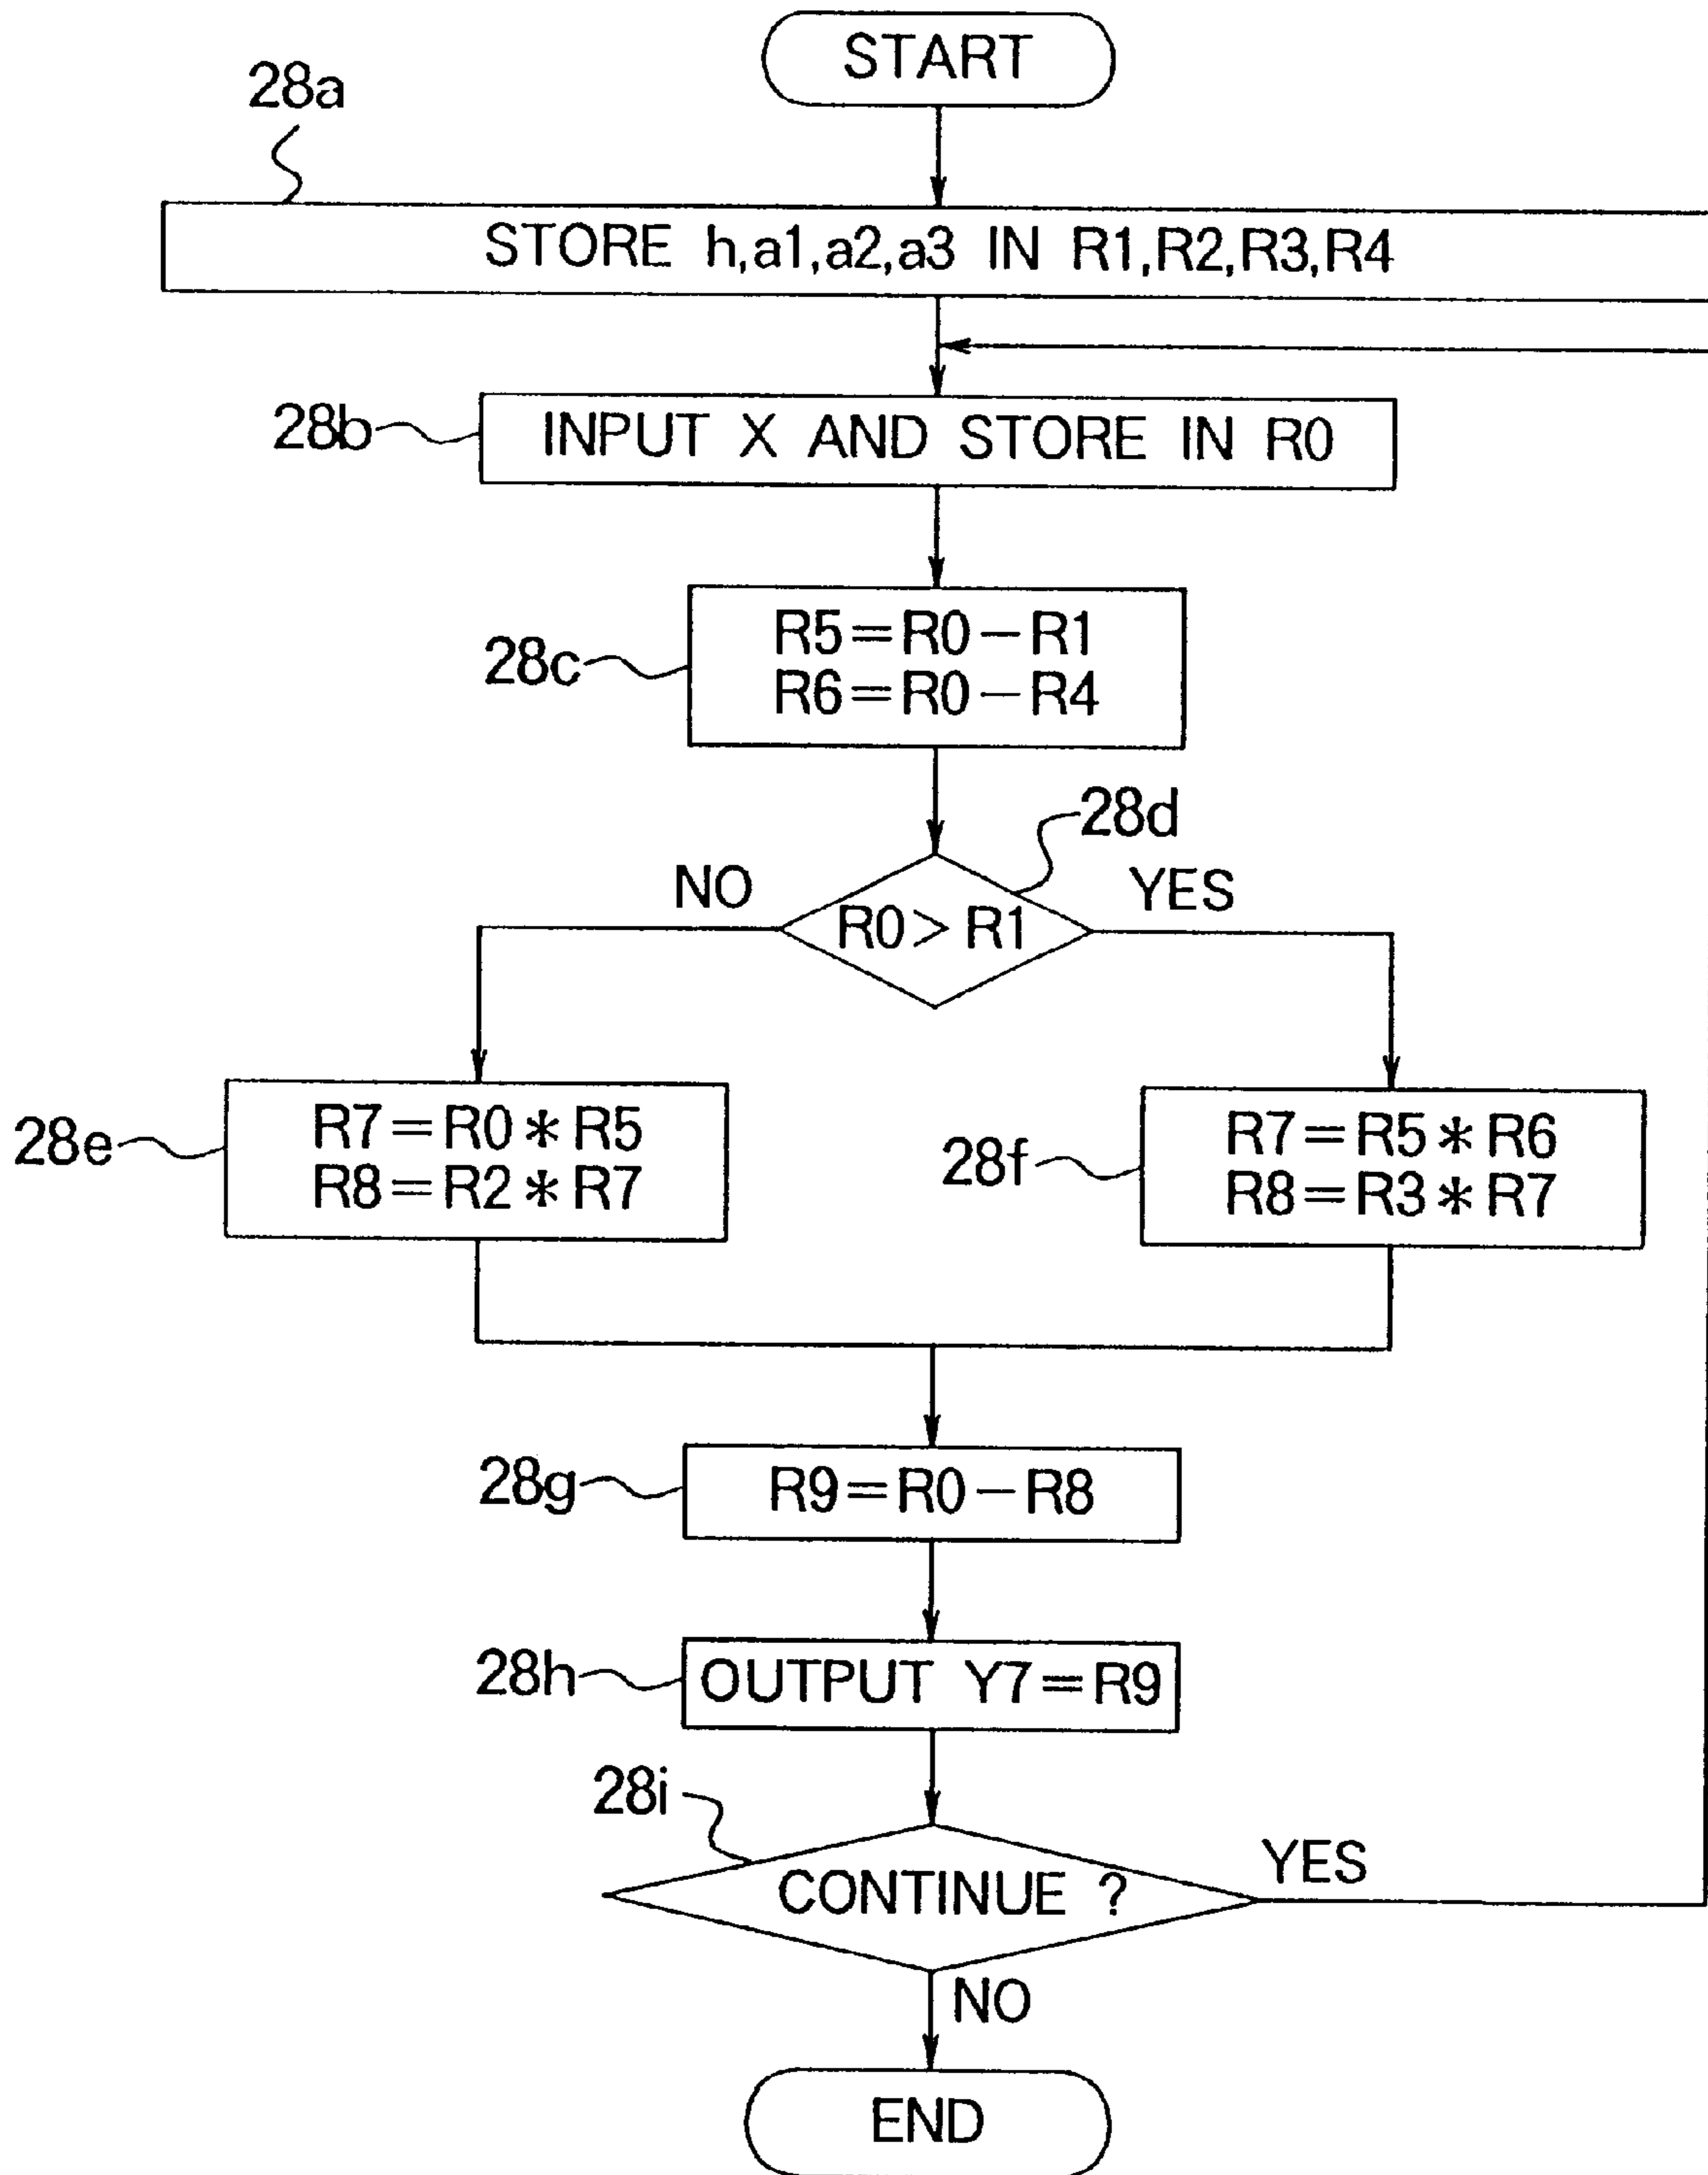 START
28a
STORE h,a1,a2,a3 IN R1,R2,R3,R4
28b
INPUT X AND STORE IN R0
28c
R5=R0-R1
R6=R0-R4
28d
NO
YES
R0>R1
28e
R7=R0*R5
R8=R2*R7
28f
R7=R5*R6
R8=R3*R7
28g
R9=R0-R8
28h
OUTPUT Y7=R9
28i
CONTINUE ?
YES
NO
END